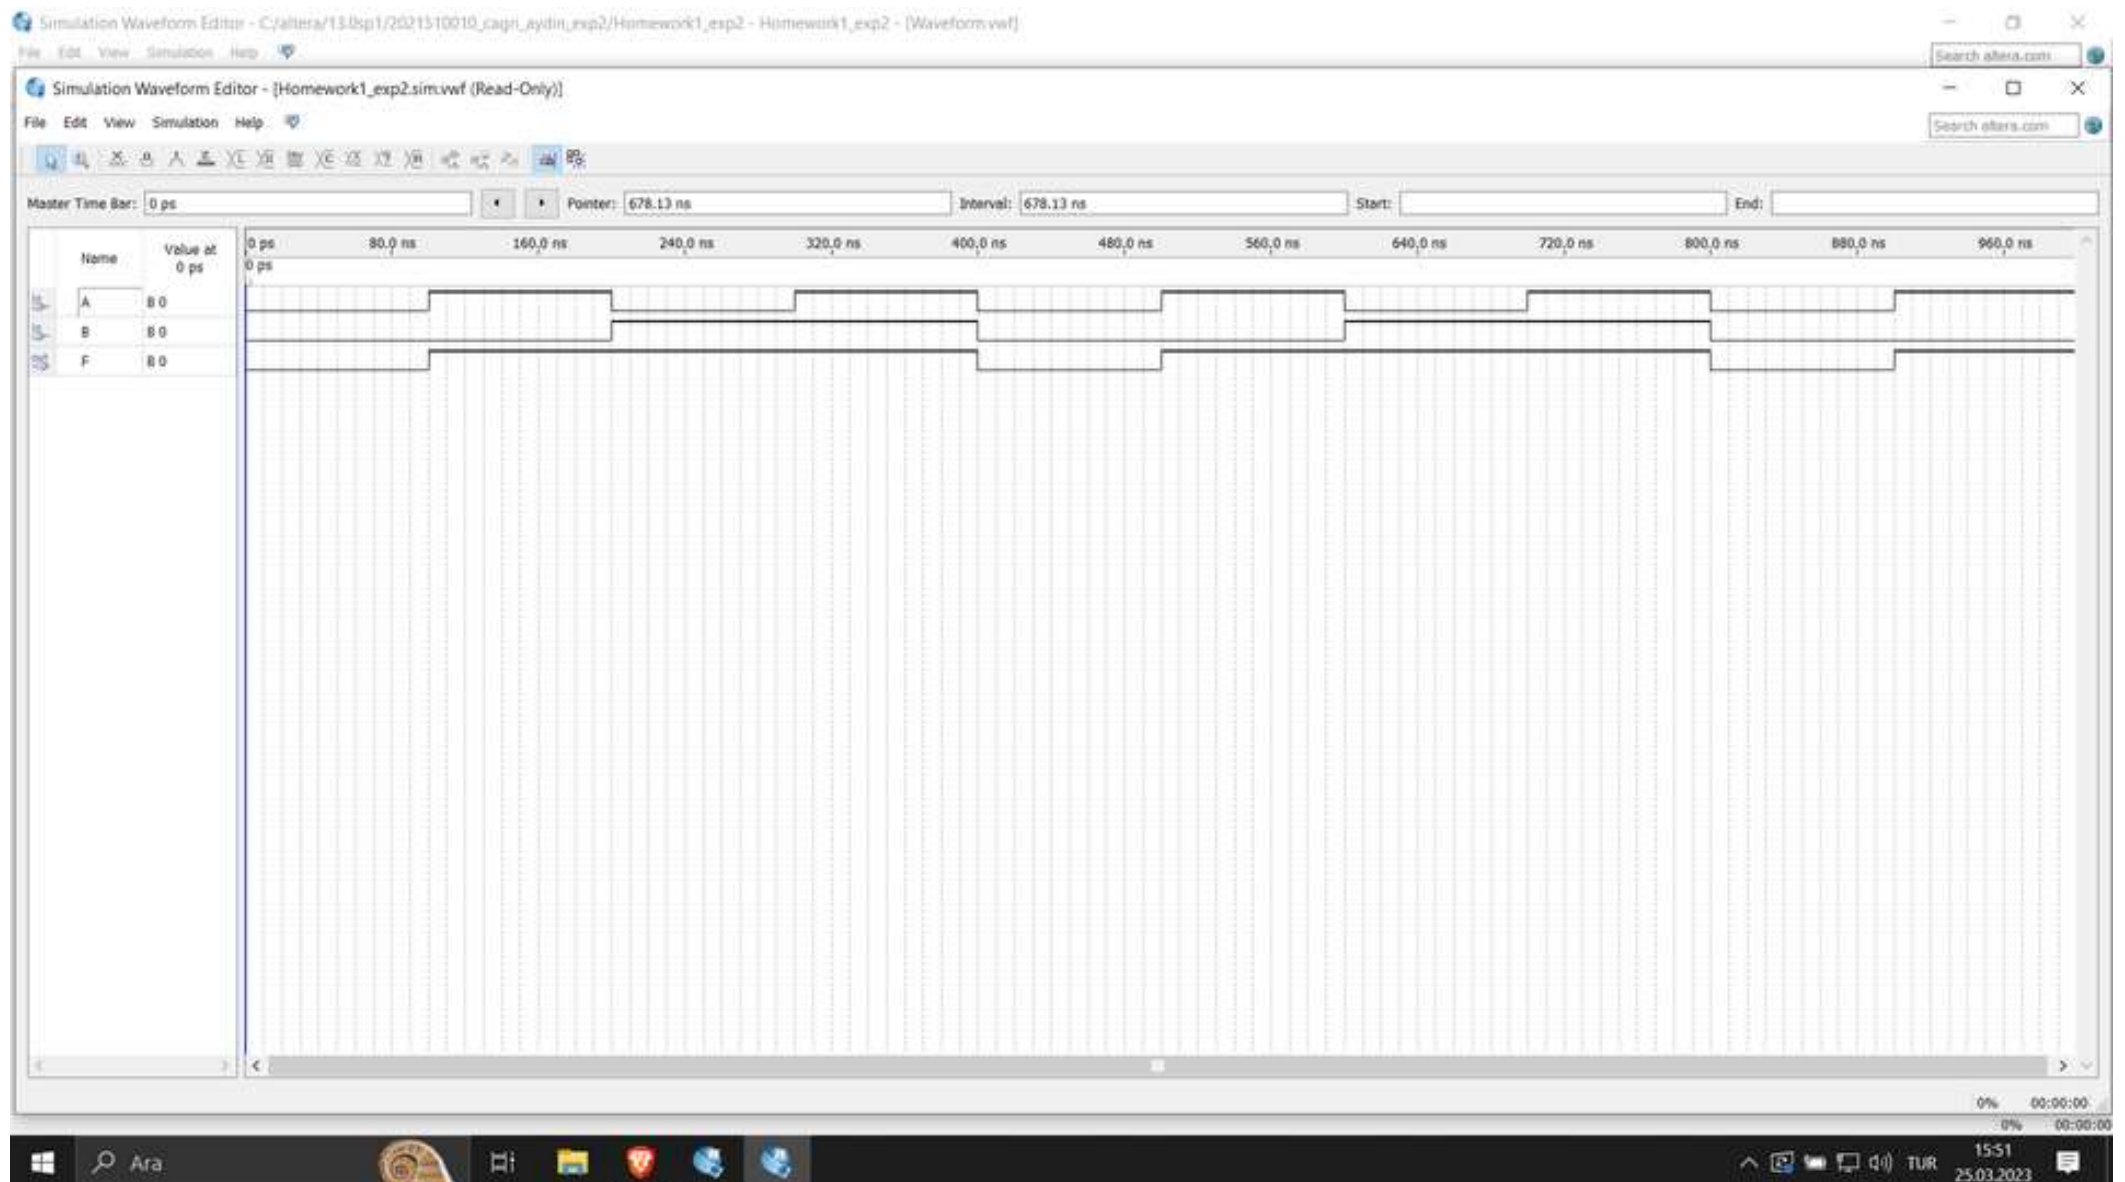 Simulation Waveform Editor - C:/altera/13.0sp1/2021510010_cagri_aydin_exp2/Homework1_exp2 - Homework1_exp2 - [Waveform.vwf]
File Edit View Simulation Help
Search altera.com
Simulation Waveform Editor - [Homework1_exp2.sim.vwf (Read-Only)]
File Edit View Simulation Help
Search altera.com
Master Time Bar: 0 ps Pointer: 678.13 ns Interval: 678.13 ns Start: End:
Name Value at 0 ps
0 ps 80.0 ns 160.0 ns 240.0 ns 320.0 ns 400.0 ns 480.0 ns 560.0 ns 640.0 ns 720.0 ns 800.0 ns 880.0 ns 960.0 ns
0 ps
A B 0
B B 0
F B 0
0% 00:00:00
0% 00:00:00
Ara
TUR
15:51
25.03.2023